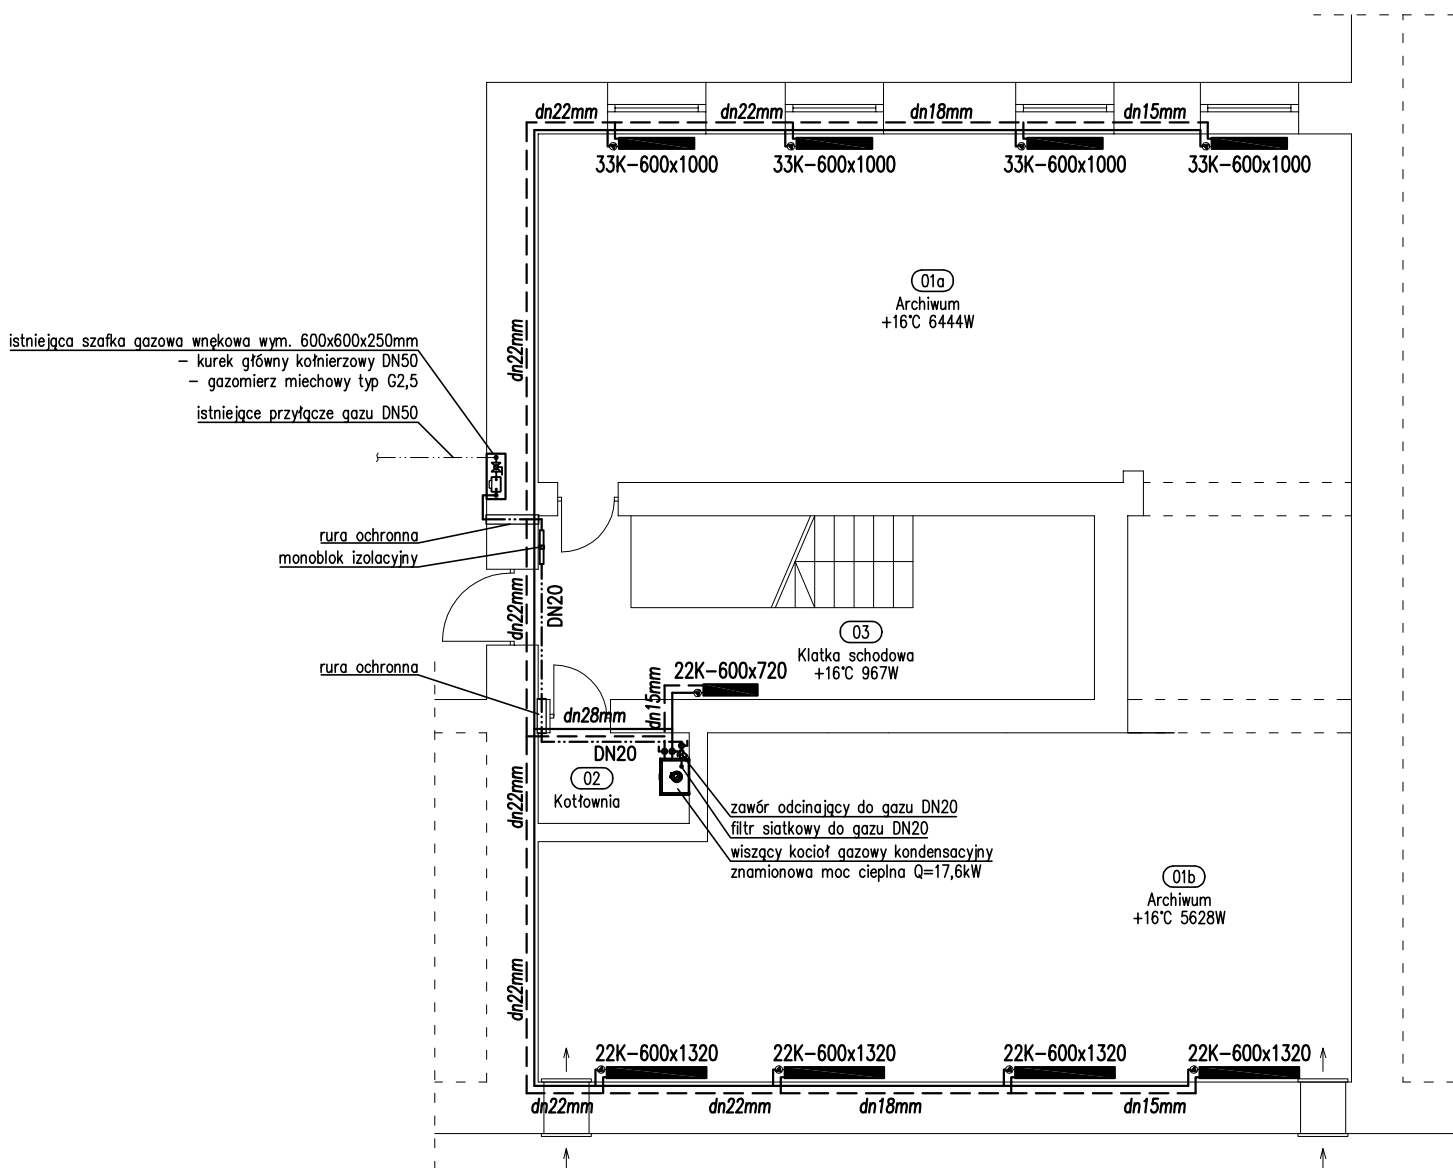 dn22mm
dn22mm
dn18mm
dn15mm
33K-600x1000
33K-600x1000
33K-600x1000
33K-600x1000
01a
Archiwum
+16°C 6444W
dn22mm
istniejąca szafka gazowa wnękowa wym. 600x600x250mm
- kurek główny kołnierzowy DN50
- gazomierz miechowy typ G2,5
istniejące przyłącze gazu DN50
rura ochronna
monoblok izolacyjny
dn22mm
DN20
03
Klatka schodowa
+16°C 967W
rura ochronna
22K-600x720
dn15mm
dn28mm
DN20
02
Kotłownia
dn22mm
zawór odcinający do gazu DN20
filtr siatkowy do gazu DN20
wiszący kocioł gazowy kondensacyjny
znamionowa moc cieplna Q=17,6kW
01b
Archiwum
+16°C 5628W
dn22mm
22K-600x1320
22K-600x1320
22K-600x1320
22K-600x1320
dn22mm
dn22mm
dn18mm
dn15mm